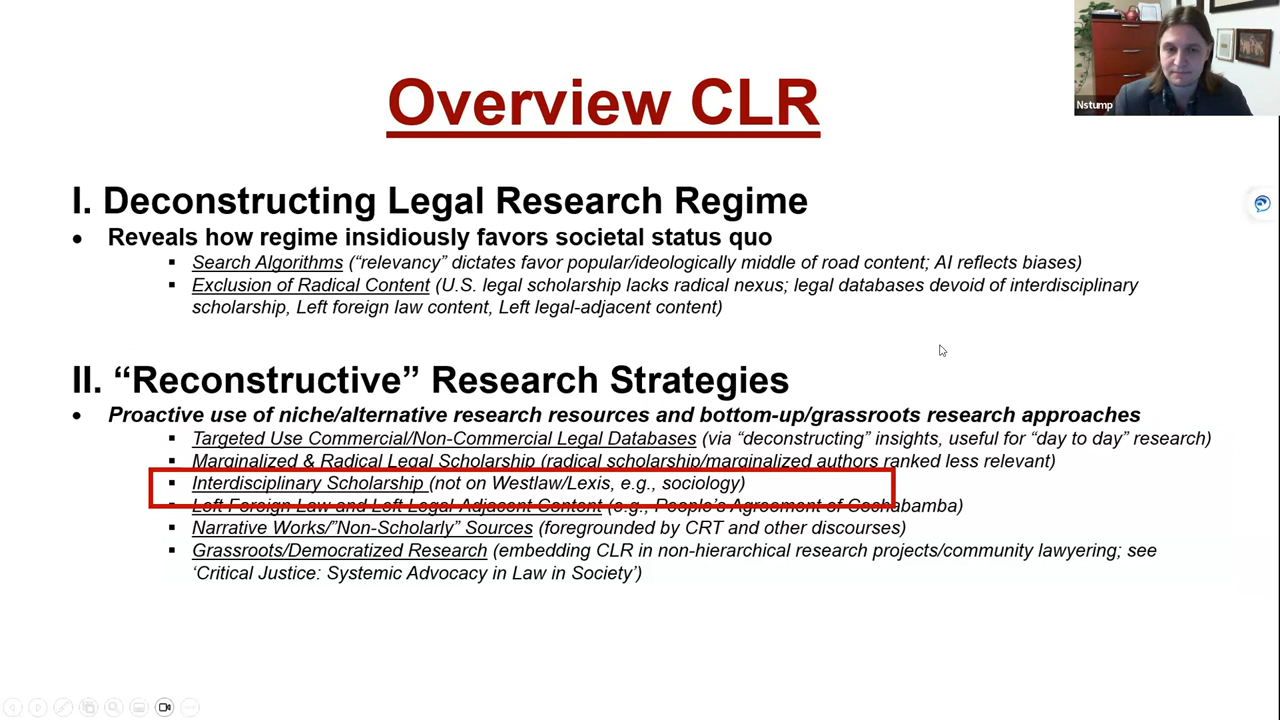 Overview CLR
Nstump
I. Deconstructing Legal Research Regime
• Reveals how regime insidiously favors societal status quo
▪ Search Algorithms (“relevancy” dictates favor popular/ideologically middle of road content; AI reflects biases)
▪ Exclusion of Radical Content (U.S. legal scholarship lacks radical nexus; legal databases devoid of interdisciplinary
scholarship, Left foreign law content, Left legal-adjacent content)
II. “Reconstructive” Research Strategies
• Proactive use of niche/alternative research resources and bottom-up/grassroots research approaches
▪ Targeted Use Commercial/Non-Commercial Legal Databases (via “deconstructing” insights, useful for “day to day” research)
▪ Marginalized & Radical Legal Scholarship (radical scholarship/marginalized authors ranked less relevant)
▪ Interdisciplinary Scholarship (not on Westlaw/Lexis, e.g., sociology)
▪ Left Foreign Law and Left Legal Adjacent Content (e.g., People’s Agreement of Cochabamba)
▪ Narrative Works/”Non-Scholarly” Sources (foregrounded by CRT and other discourses)
▪ Grassroots/Democratized Research (embedding CLR in non-hierarchical research projects/community lawyering; see
‘Critical Justice: Systemic Advocacy in Law in Society’)